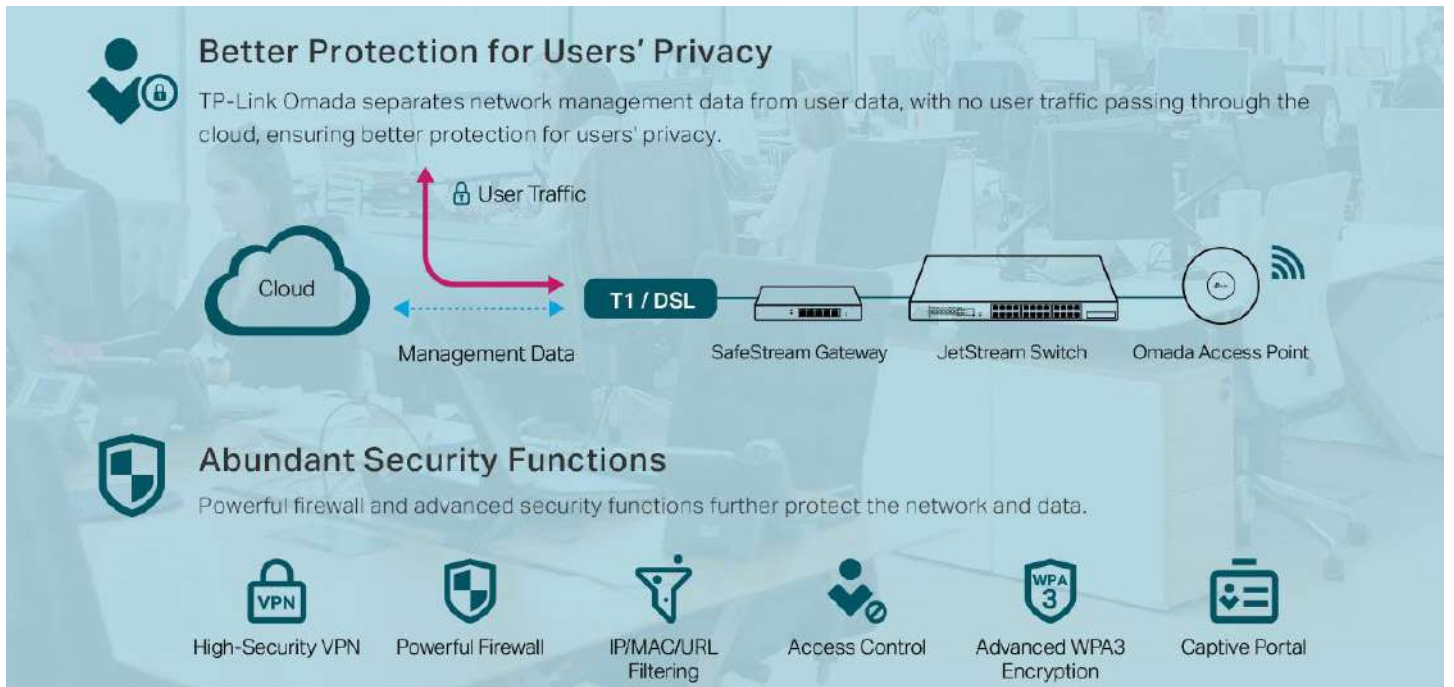 Better Protection for Users' Privacy
TP-Link Omada separates network management data from user data, with no user traffic passing through the
cloud, ensuring better protection for users' privacy.
User Traffic
Cloud
T1 / DSL
Management Data
SafeStream Gateway
JetStream Switch
Omada Access Point
Abundant Security Functions
Powerful firewall and advanced security functions further protect the network and data.
VPN
High-Security VPN
Powerful Firewall
IP/MAC/URL
Filtering
Access Control
WPA
3
Advanced WPA3
Encryption
Captive Portal